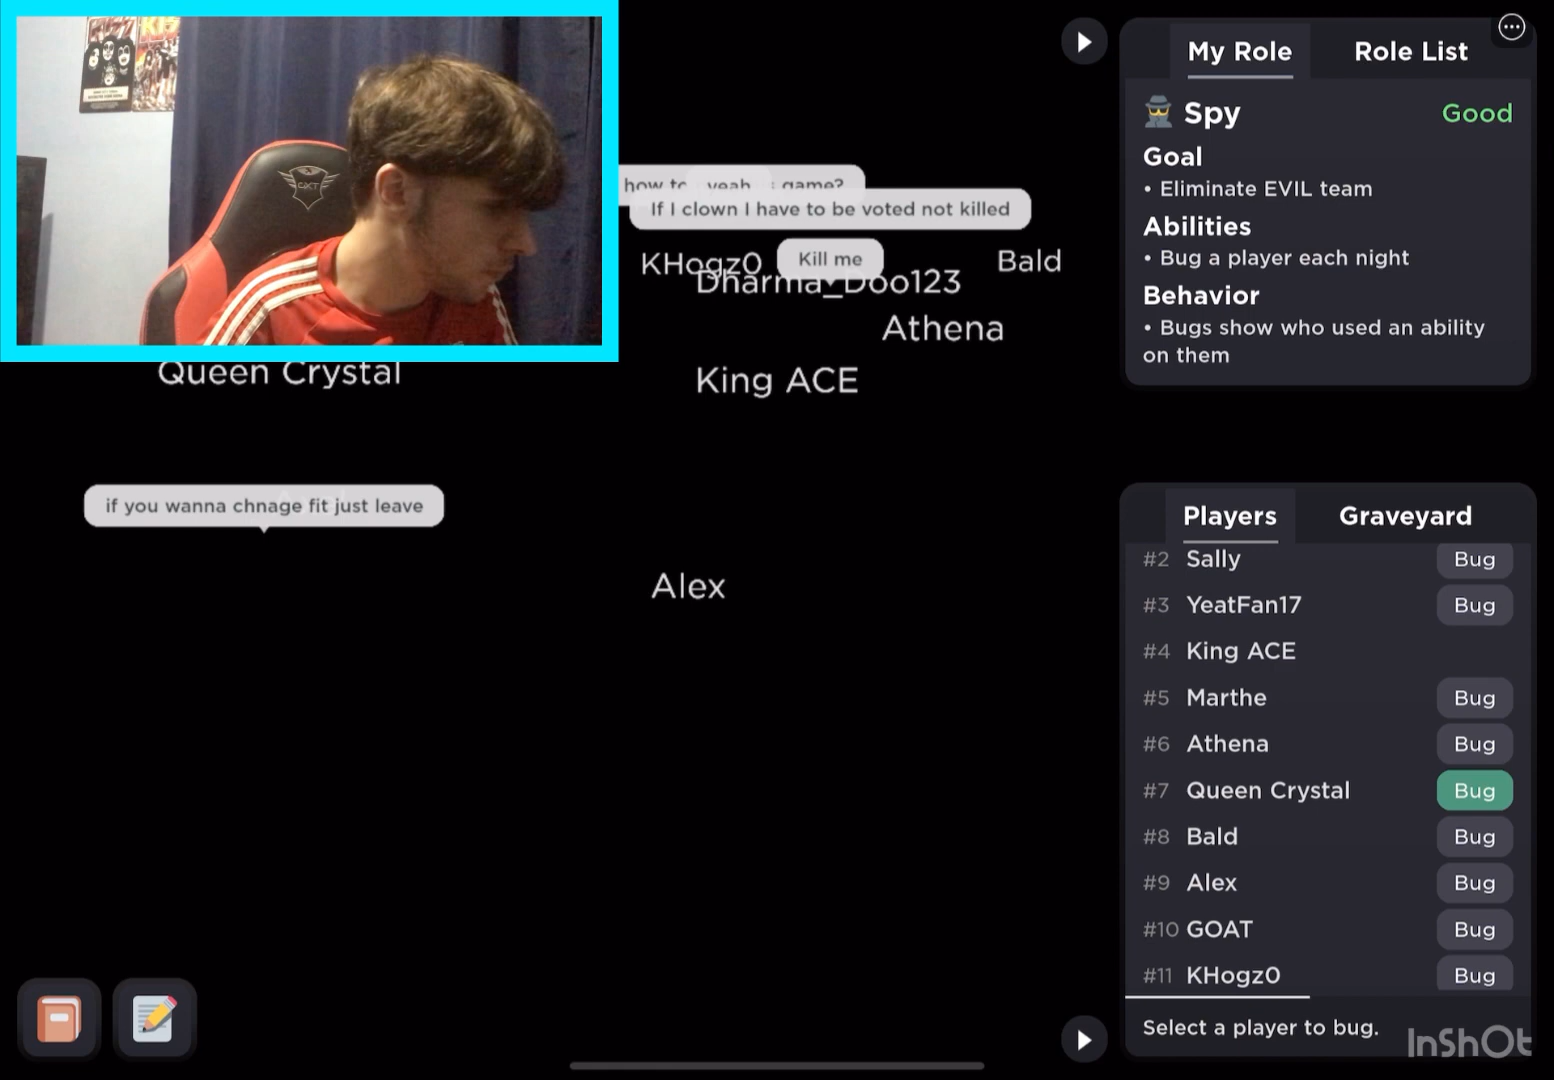 My Role
Role List
Spy
Good
Goal
• Eliminate EVIL team
Abilities
• Bug a player each night
Behavior
• Bugs show who used an ability
on them
how to
yeah
game?
If I clown I have to be voted not killed
Kill me
KHogz0
Dharma_Doo123
Bald
Athena
Queen Crystal
King ACE
if you wanna chnage fit just leave
Alex
Players
Graveyard
#2 Sally Bug
#3 YeatFan17 Bug
#4 King ACE
#5 Marthe Bug
#6 Athena Bug
#7 Queen Crystal Bug
#8 Bald Bug
#9 Alex Bug
#10 GOAT Bug
#11 KHogz0 Bug
Select a player to bug.
InShOt